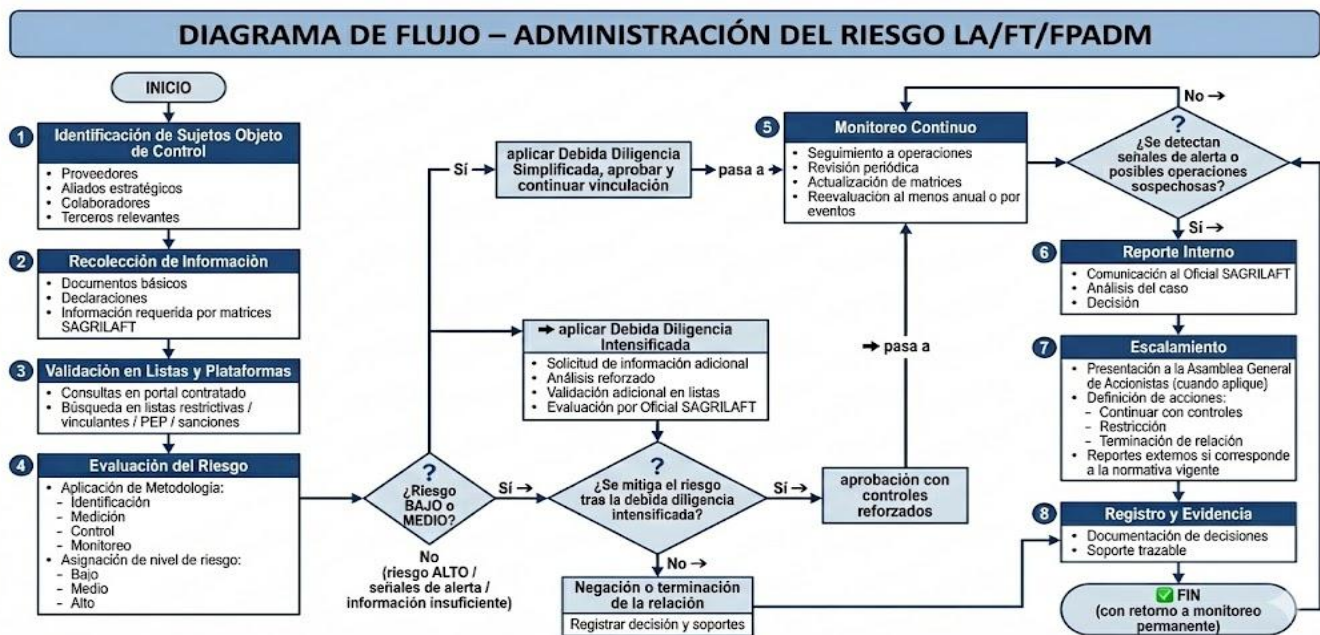 DIAGRAMA DE FLUJO – ADMINISTRACIÓN DEL RIESGO LA/FT/FPADM
INICIO
1 Identificación de Sujetos Objeto
de Control
• Proveedores
• Aliados estratégicos
• Colaboradores
• Terceros relevantes
2 Recolección de Informaciòn
• Documentos básicos
• Declaraciones
• Información requerida por matrices
SAGRILAFT
3 Validación en Listas y Plataformas
• Consultas en portal contratado
• Búsqueda en listas restrictivas /
vinculantes / PEP / sanciones
4 Evaluación del Riesgo
• Aplicación de Metodología:
– Identificación
– Medición
– Control
– Monitoreo
• Asignación de nivel de riesgo:
– Bajo
– Medio
– Alto
?
¿Riesgo
BAJO o
MEDIO?
No
(riesgo ALTO /
señales de alerta /
información insuficiente)
Sí →
aplicar Debida Diligencia
Simplificada, aprobar y
continuar vinculación
pasa a →
➡ aplicar Debida Diligencia
Intensificada
• Solicitud de información adicional
• Análisis reforzado
• Validación adicional en listas
• Evaluación por Oficial SAGRILAFT
Sí →
?
¿Se mitiga el riesgo
tras la debida diligencia
intensificada?
Sí →
No →
Negación o terminación
de la relación
Registrar decisión y soportes
aprobación con
controles
reforzados
➡ pasa a
5 Monitoreo Continuo
• Seguimiento a operaciones
• Revisión periódica
• Actualización de matrices
• Reevaluación al menos anual o por
eventos
No →
?
¿Se detectan
señales de alerta o
posibles operaciones
sospechosas?
Sí →
6 Reporte Interno
• Comunicación al Oficial SAGRILAFT
• Análisis del caso
• Decisión
7 Escalamiento
• Presentación a la Asamblea General
de Accionistas (cuando aplique)
• Definición de acciones:
– Continuar con controles
– Restricción
– Terminación de relación
• Reportes externos si corresponde
a la normativa vigente
8 Registro y Evidencia
• Documentación de decisiones
• Soporte trazable
✅ FIN
(con retorno a monitoreo
permanente)